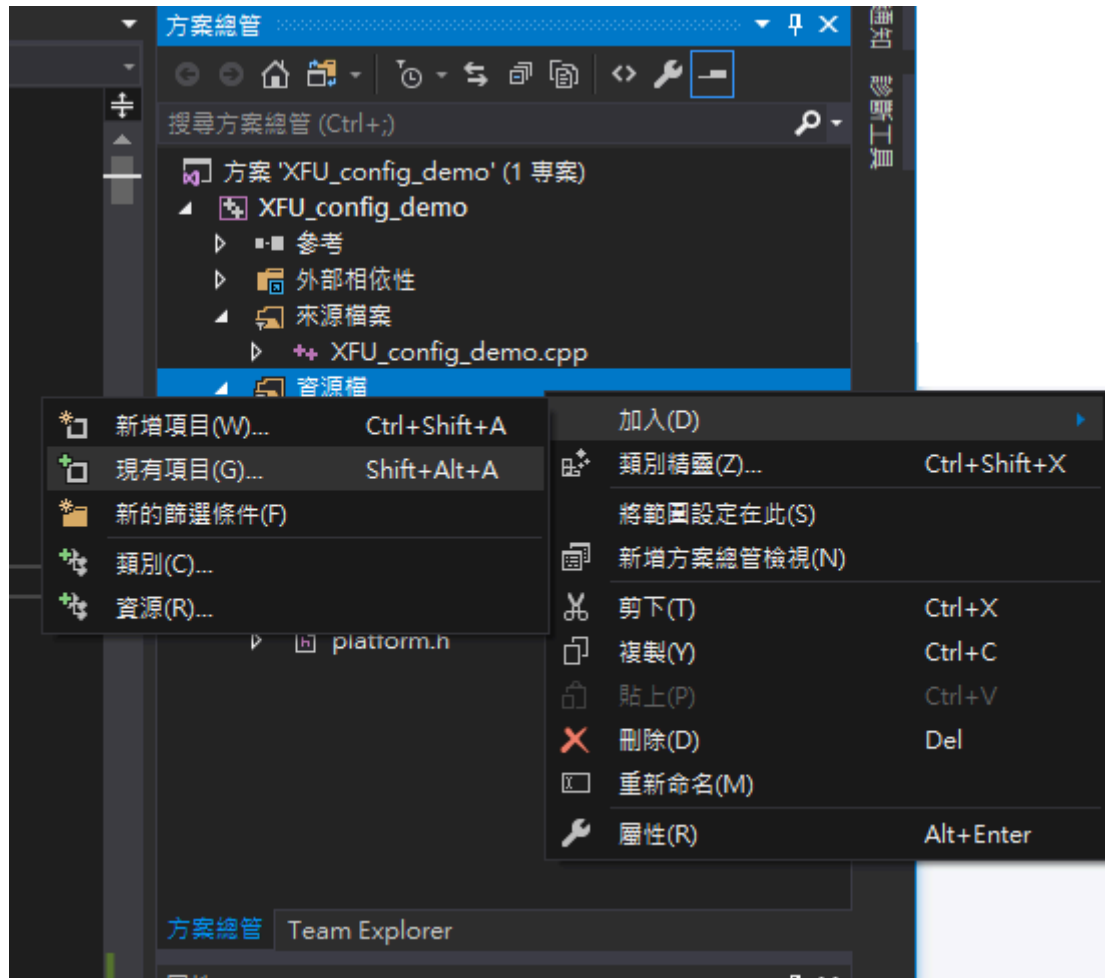 方案總管
搜尋方案總管 (Ctrl+;)
方案 'XFU_config_demo' (1 專案)
XFU_config_demo
參考
外部相依性
來源檔案
XFU_config_demo.cpp
資源檔
新增項目(W)... Ctrl+Shift+A
現有項目(G)... Shift+Alt+A
新的篩選條件(F)
類別(C)...
資源(R)...
加入(D)
類別精靈(Z)... Ctrl+Shift+X
將範圍設定在此(S)
新增方案總管檢視(N)
剪下(T) Ctrl+X
複製(Y) Ctrl+C
貼上(P) Ctrl+V
刪除(D) Del
重新命名(M)
屬性(R) Alt+Enter
platform.h
方案總管 Team Explorer
通知
診斷工具